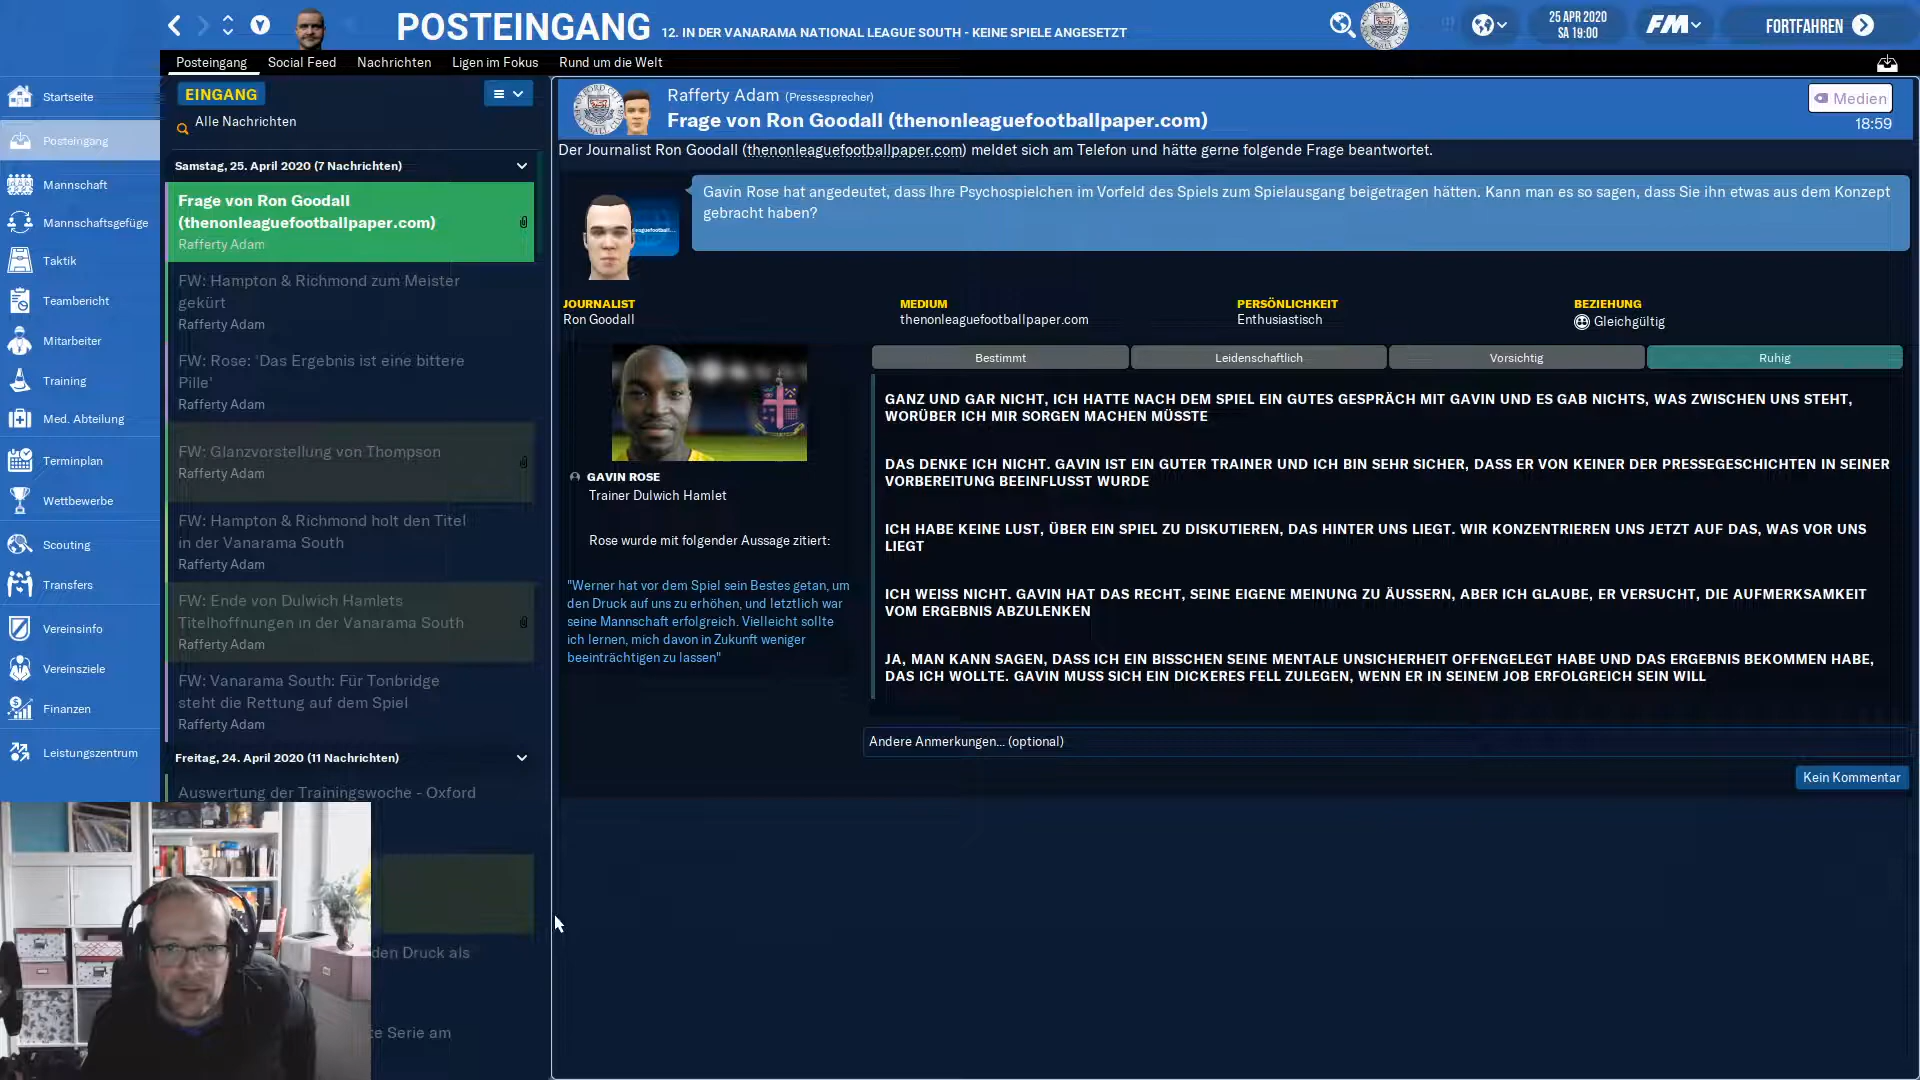 POSTEINGANG
12. IN DER VANARAMA NATIONAL LEAGUE SOUTH - KEINE SPIELE ANGESETZT
25 APR 2020
SA 19:00
FM
FORTFAHREN
Posteingang
Social Feed
Nachrichten
Ligen im Fokus
Rund um die Welt
Startseite
Posteingang
Mannschaft
Mannschaftsgefüge
Taktik
Teambericht
Mitarbeiter
Training
Med. Abteilung
Terminplan
Wettbewerbe
Scouting
Transfers
Vereinsinfo
Vereinsziele
Finanzen
Leistungszentrum
EINGANG
Alle Nachrichten
Samstag, 25. April 2020 (7 Nachrichten)
Frage von Ron Goodall
(thenonleaguefootballpaper.com)
Rafferty Adam
FW: Hampton & Richmond zum Meister
gekürt
Rafferty Adam
FW: Rose: 'Das Ergebnis ist eine bittere
Pille'
Rafferty Adam
FW: Glanzvorstellung von Thompson
Rafferty Adam
FW: Hampton & Richmond holt den Titel
in der Vanarama South
Rafferty Adam
FW: Ende von Dulwich Hamlets
Titelhoffnungen in der Vanarama South
Rafferty Adam
FW: Vanarama South: Für Tonbridge
steht die Rettung auf dem Spiel
Rafferty Adam
Freitag, 24. April 2020 (11 Nachrichten)
Auswertung der Trainingswoche - Oxford
den Druck als
te Serie am
Rafferty Adam (Pressesprecher)
Frage von Ron Goodall (thenonleaguefootballpaper.com)
Medien
18:59
Der Journalist Ron Goodall (thenonleaguefootballpaper.com) meldet sich am Telefon und hätte gerne folgende Frage beantwortet.
Gavin Rose hat angedeutet, dass Ihre Psychospielchen im Vorfeld des Spiels zum Spielausgang beigetragen hätten. Kann man es so sagen, dass Sie ihn etwas aus dem Konzept
gebracht haben?
JOURNALIST
Ron Goodall
MEDIUM
thenonleaguefootballpaper.com
PERSÖNLICHKEIT
Enthusiastisch
BEZIEHUNG
Gleichgültig
GAVIN ROSE
Trainer Dulwich Hamlet
Rose wurde mit folgender Aussage zitiert:
"Werner hat vor dem Spiel sein Bestes getan, um
den Druck auf uns zu erhöhen, und letztlich war
seine Mannschaft erfolgreich. Vielleicht sollte
ich lernen, mich davon in Zukunft weniger
beeinträchtigen zu lassen"
Bestimmt
Leidenschaftlich
Vorsichtig
Ruhig
GANZ UND GAR NICHT, ICH HATTE NACH DEM SPIEL EIN GUTES GESPRÄCH MIT GAVIN UND ES GAB NICHTS, WAS ZWISCHEN UNS STEHT,
WORÜBER ICH MIR SORGEN MACHEN MÜSSTE
DAS DENKE ICH NICHT. GAVIN IST EIN GUTER TRAINER UND ICH BIN SEHR SICHER, DASS ER VON KEINER DER PRESSEGESCHICHTEN IN SEINER
VORBEREITUNG BEEINFLUSST WURDE
ICH HABE KEINE LUST, ÜBER EIN SPIEL ZU DISKUTIEREN, DAS HINTER UNS LIEGT. WIR KONZENTRIEREN UNS JETZT AUF DAS, WAS VOR UNS
LIEGT
ICH WEISS NICHT. GAVIN HAT DAS RECHT, SEINE EIGENE MEINUNG ZU ÄUSSERN, ABER ICH GLAUBE, ER VERSUCHT, DIE AUFMERKSAMKEIT
VOM ERGEBNIS ABZULENKEN
JA, MAN KANN SAGEN, DASS ICH EIN BISSCHEN SEINE MENTALE UNSICHERHEIT OFFENGELEGT HABE UND DAS ERGEBNIS BEKOMMEN HABE,
DAS ICH WOLLTE. GAVIN MUSS SICH EIN DICKERES FELL ZULEGEN, WENN ER IN SEINEM JOB ERFOLGREICH SEIN WILL
Andere Anmerkungen... (optional)
Kein Kommentar